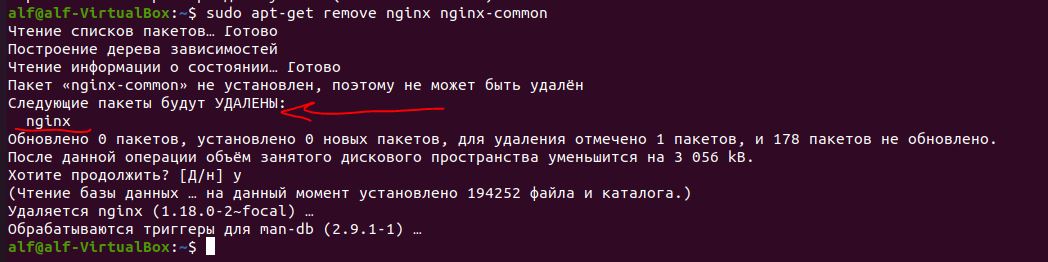 alf@alf-VirtualBox:~$ sudo apt-get remove nginx nginx-common
Чтение списков пакетов… Готово
Построение дерева зависимостей
Чтение информации о состоянии… Готово
Пакет «nginx-common» не установлен, поэтому не может быть удалён
Следующие пакеты будут УДАЛЕНЫ:
  nginx
Обновлено 0 пакетов, установлено 0 новых пакетов, для удаления отмечено 1 пакетов, и 178 пакетов не обновлено.
После данной операции объём занятого дискового пространства уменьшится на 3 056 kB.
Хотите продолжить? [Д/н] y
(Чтение базы данных … на данный момент установлено 194252 файла и каталога.)
Удаляется nginx (1.18.0-2~focal) …
Обрабатываются триггеры для man-db (2.9.1-1) …
alf@alf-VirtualBox:~$